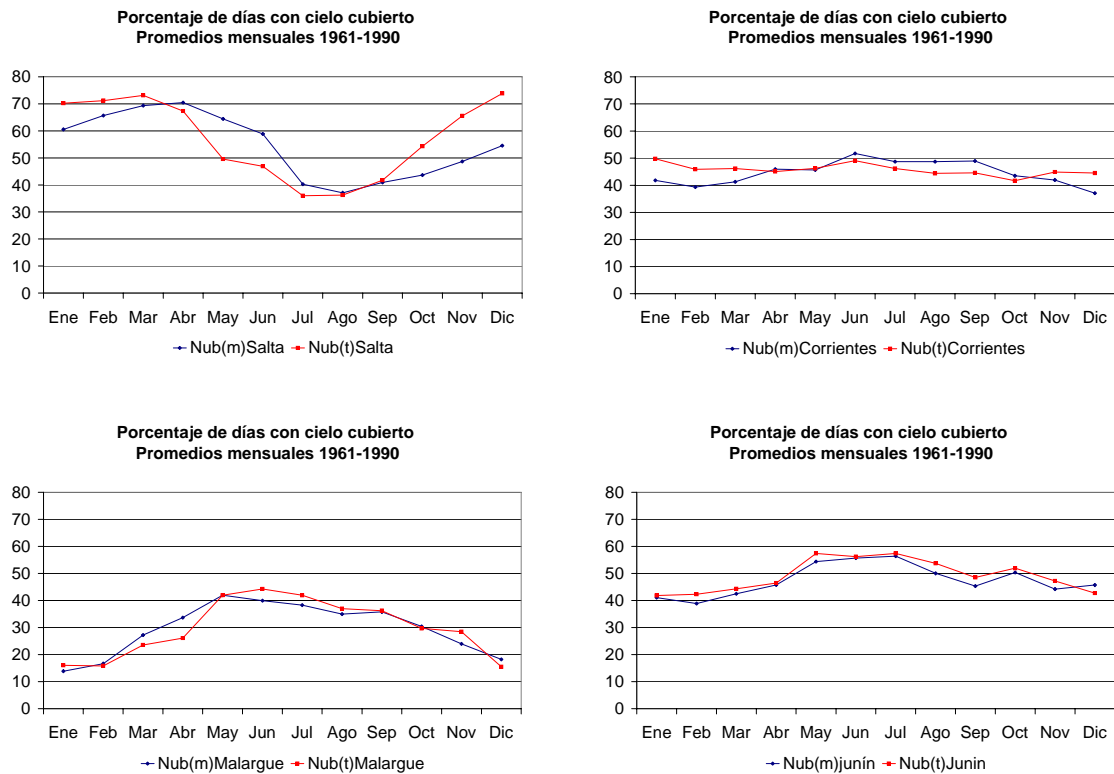 Porcentaje de días con cielo cubierto
Promedios mensuales 1961-1990
80
70
60
50
40
30
20
10
0
Ene Feb Mar Abr May Jun Jul Ago Sep Oct Nov Dic
Nub(m)Salta Nub(t)Salta
Porcentaje de días con cielo cubierto
Promedios mensuales 1961-1990
80
70
60
50
40
30
20
10
0
Ene Feb Mar Abr May Jun Jul Ago Sep Oct Nov Dic
Nub(m)Corrientes Nub(t)Corrientes
Porcentaje de días con cielo cubierto
Promedios mensuales 1961-1990
80
70
60
50
40
30
20
10
0
Ene Feb Mar Abr May Jun Jul Ago Sep Oct Nov Dic
Nub(m)Malargue Nub(t)Malargue
Porcentaje de días con cielo cubierto
Promedios mensuales 1961-1990
80
70
60
50
40
30
20
10
0
Ene Feb Mar Abr May Jun Jul Ago Sep Oct Nov Dic
Nub(m)junín Nub(t)Junin